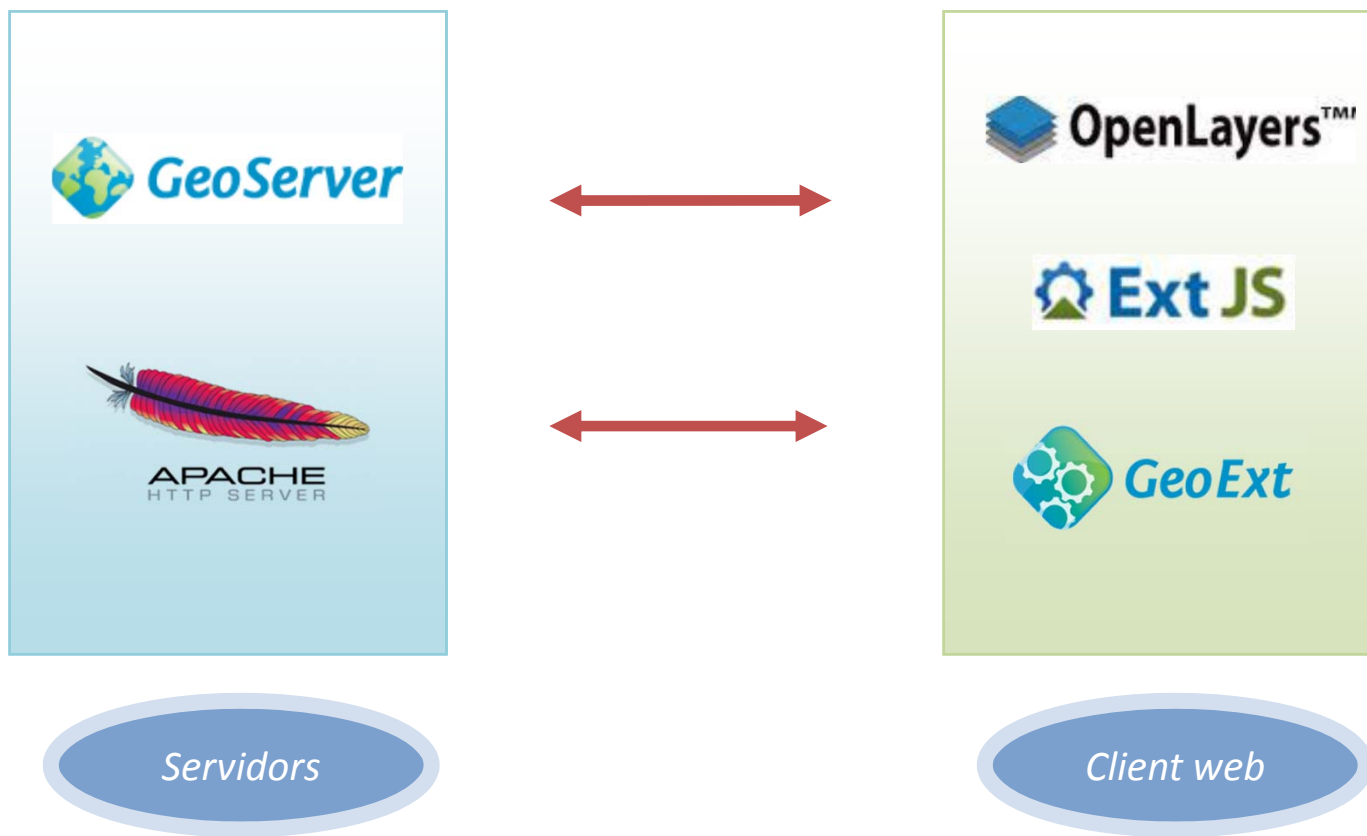 GeoServer
APACHE
HTTP SERVER
Servidors
OpenLayers™
Ext JS
GeoExt
Client web